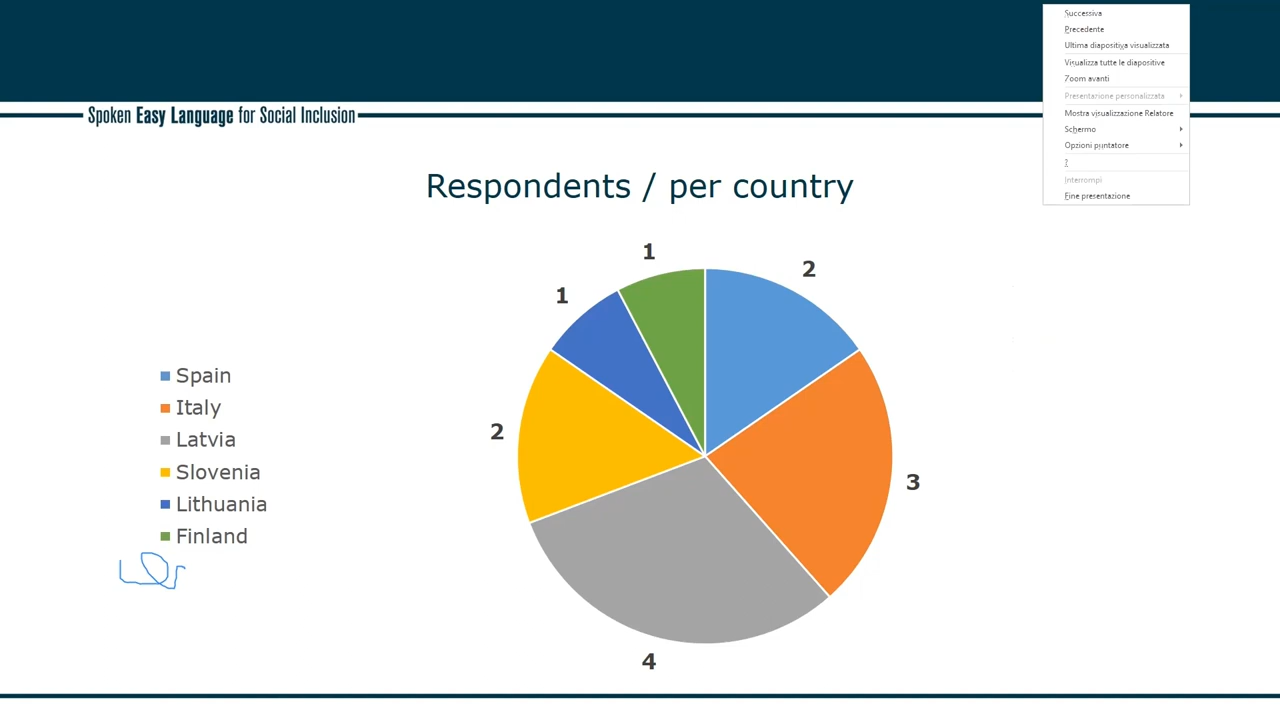 Successiva
Precedente
Ultima diapositiva visualizzata
Visualizza tutte le diapositive
Zoom avanti
Presentazione personalizzata
Mostra visualizzazione Relatore
Schermo
Opzioni puntatore
?
Interrompi
Fine presentazione
Spoken Easy Language for Social Inclusion
Respondents / per country
1
2
1
Spain
Italy
Latvia
Slovenia
Lithuania
Finland
2
3
4